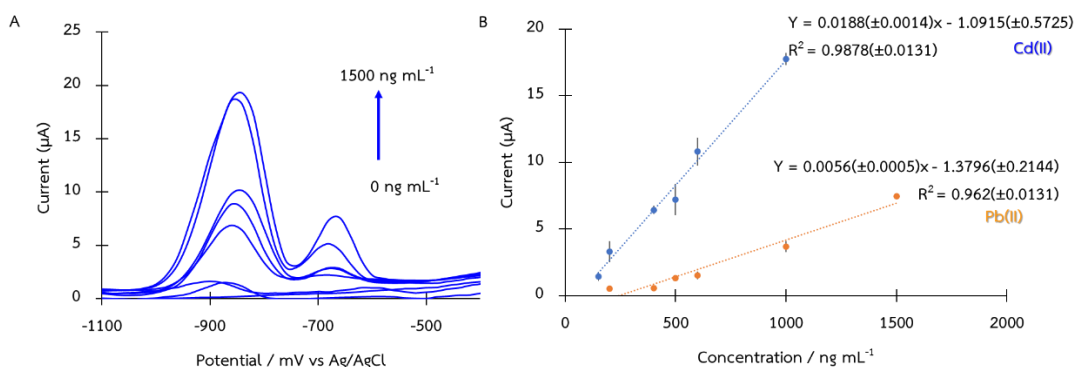 A
25
20
15
10
5
0
Current (µA)
1500 ng mL⁻¹
0 ng mL⁻¹
-1100
-900
-700
-500
Potential / mV vs Ag/AgCl
B
Y = 0.0188(±0.0014)x - 1.0915(±0.5725)
R² = 0.9878(±0.0131)
Cd(II)
20
15
10
5
0
Current (µA)
Y = 0.0056(±0.0005)x - 1.3796(±0.2144)
R² = 0.962(±0.0131)
Pb(II)
0
500
1000
1500
2000
Concentration / ng mL⁻¹